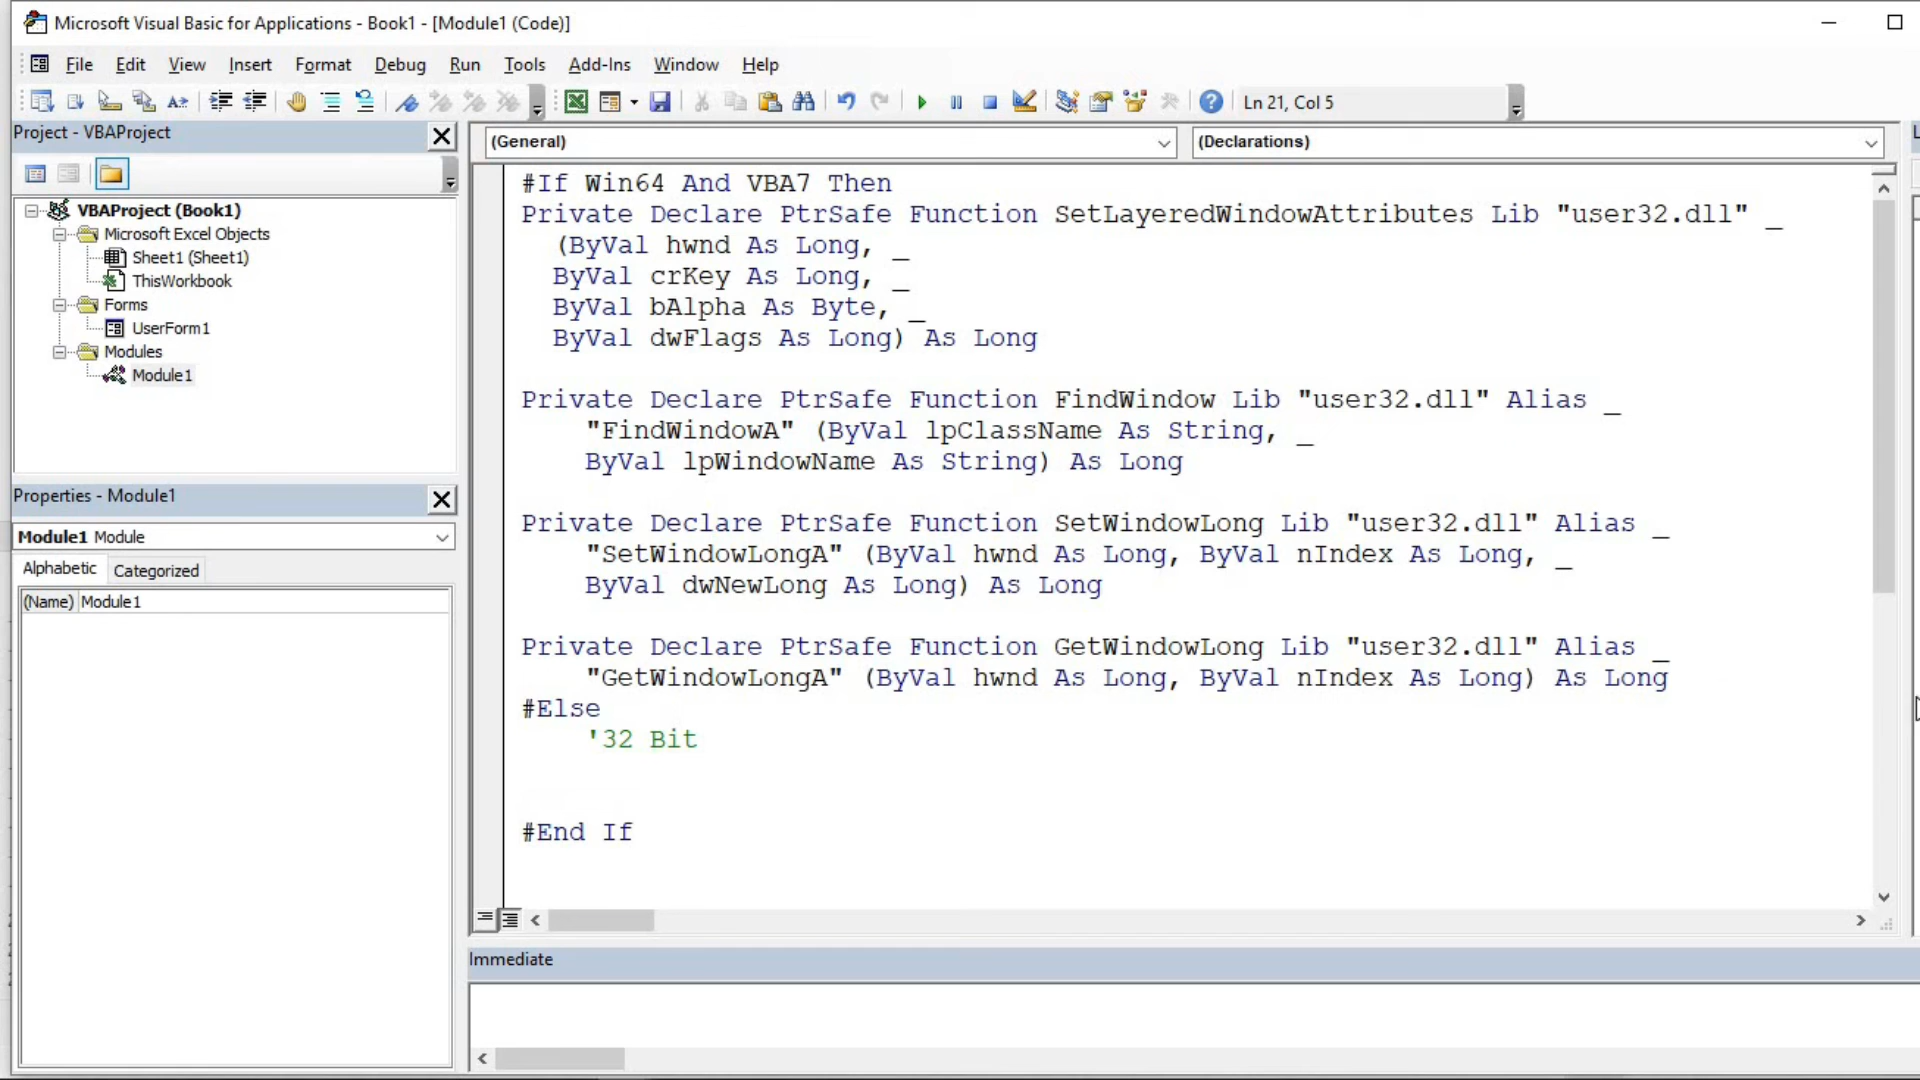 Microsoft Visual Basic for Applications - Book1 - [Module1 (Code)]
File Edit View Insert Format Debug Run Tools Add-Ins Window Help
Ln 21, Col 5
Project - VBAProject
VBAProject (Book1)
Microsoft Excel Objects
Sheet1 (Sheet1)
ThisWorkbook
Forms
UserForm1
Modules
Module1
Properties - Module1
Module1 Module
Alphabetic Categorized
(Name) Module1
(General) (Declarations)
#If Win64 And VBA7 Then
Private Declare PtrSafe Function SetLayeredWindowAttributes Lib "user32.dll" _
(ByVal hwnd As Long, _
ByVal crKey As Long, _
ByVal bAlpha As Byte, _
ByVal dwFlags As Long) As Long
Private Declare PtrSafe Function FindWindow Lib "user32.dll" Alias _
"FindWindowA" (ByVal lpClassName As String, _
ByVal lpWindowName As String) As Long
Private Declare PtrSafe Function SetWindowLong Lib "user32.dll" Alias _
"SetWindowLongA" (ByVal hwnd As Long, ByVal nIndex As Long, _
ByVal dwNewLong As Long) As Long
Private Declare PtrSafe Function GetWindowLong Lib "user32.dll" Alias _
"GetWindowLongA" (ByVal hwnd As Long, ByVal nIndex As Long) As Long
#Else
'32 Bit
#End If
Immediate